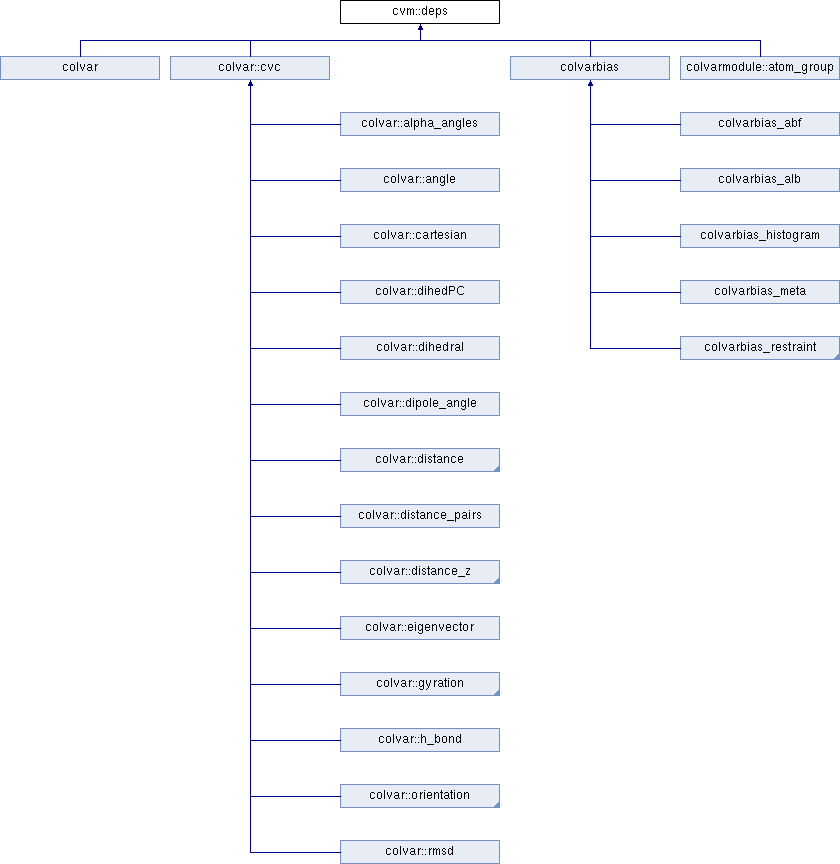 cvm::deps
colvar
colvar::cvc
colvarbias
colvarmodule::atom_group
colvar::alpha_angles
colvarbias_abf
colvar::angle
colvarbias_alb
colvar::cartesian
colvarbias_histogram
colvar::dihedPC
colvarbias_meta
colvar::dihedral
colvarbias_restraint
colvar::dipole_angle
colvar::distance
colvar::distance_pairs
colvar::distance_z
colvar::eigenvector
colvar::gyration
colvar::h_bond
colvar::orientation
colvar::rmsd